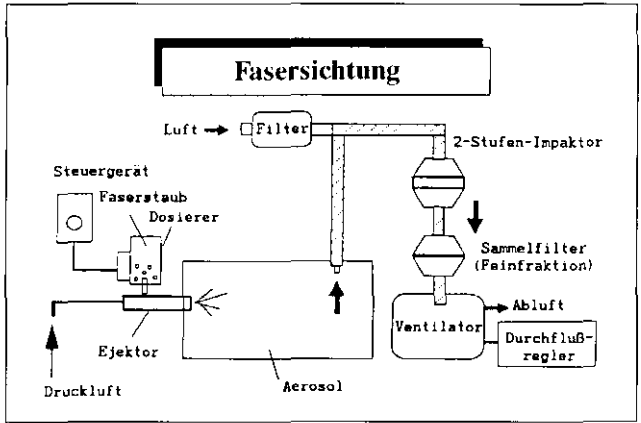 Fasersichtung
Luft
Filter
2-Stufen-Impaktor
Steuergerät
Faserstaub
Dosierer
Sammelfilter
(Feinfraktion)
Ventilator
Abluft
Durchfluß-
regler
Ejektor
Druckluft
Aerosol